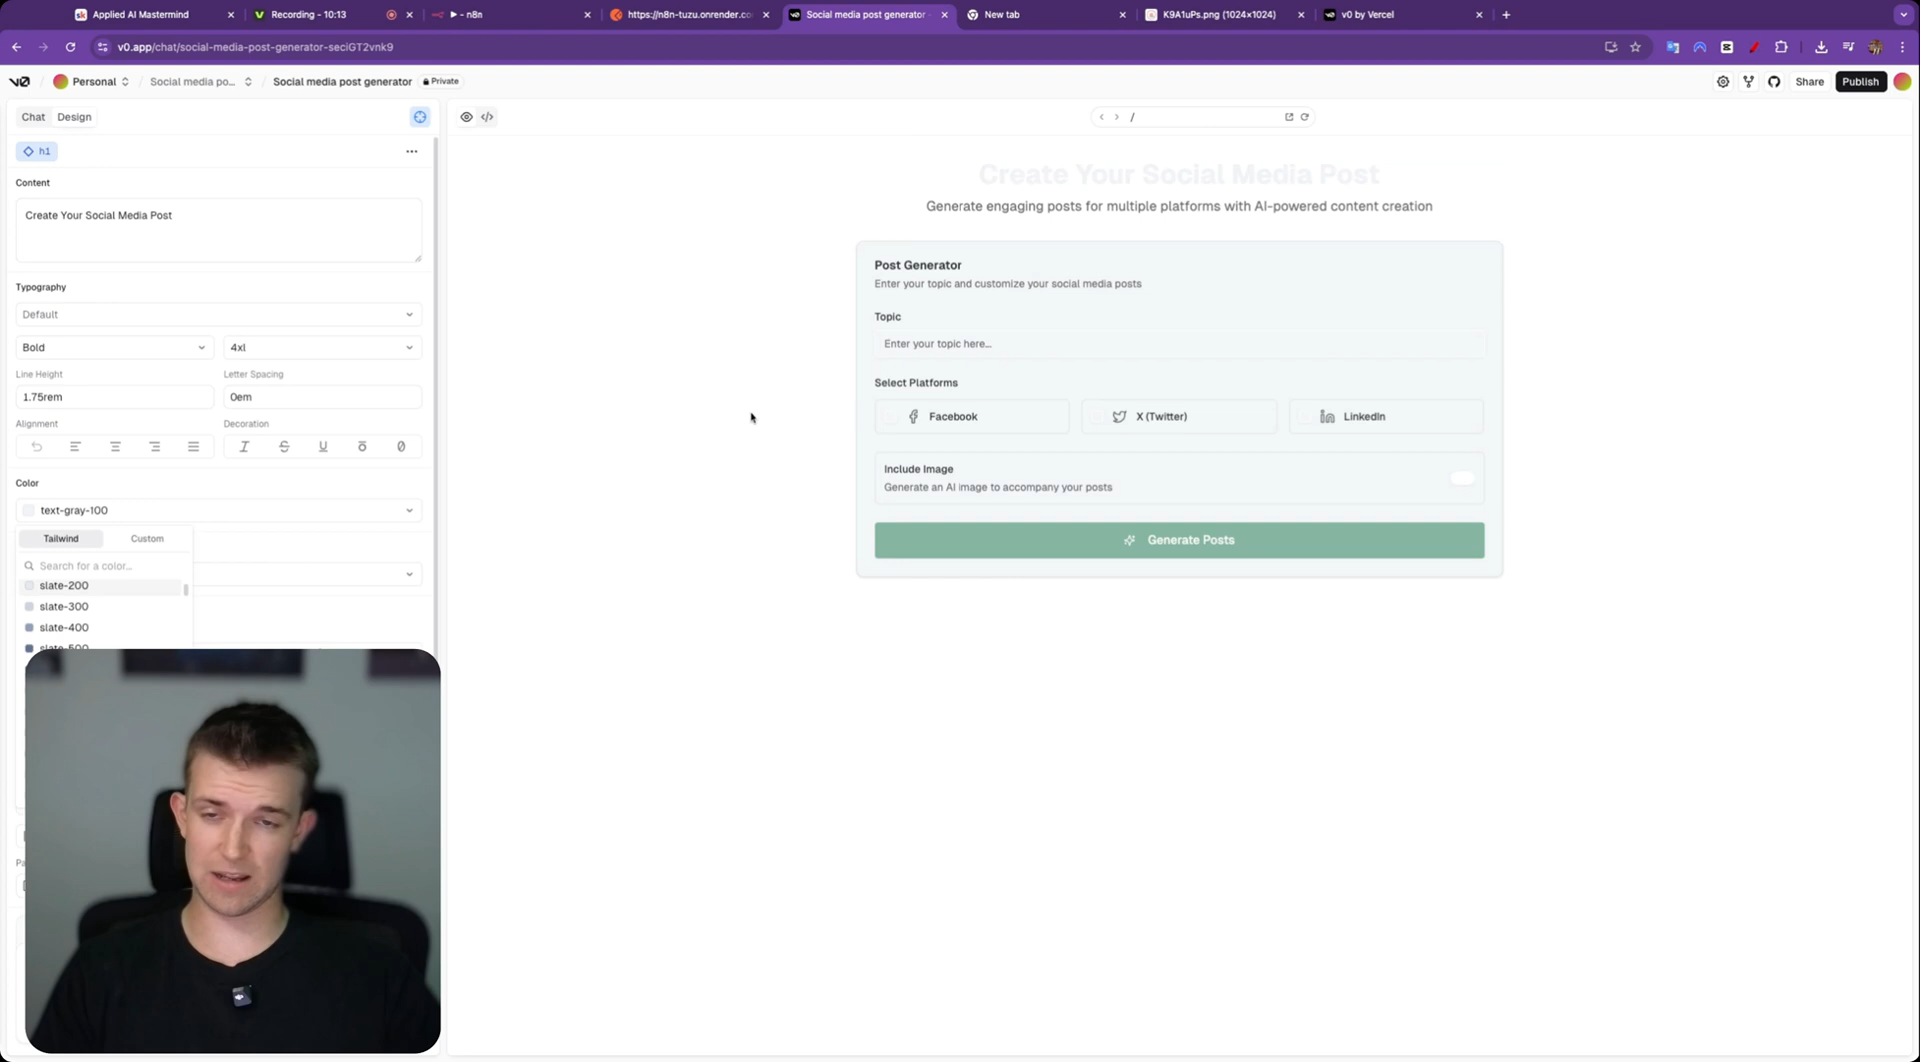 Applied AI Mastermind
Recording - 10:13
- n8n
https://n8n-tuzu.onrender.co
Social media post generator -
New tab
K9A1uPs.png (1024×1024)
v0 by Vercel
v0.app/chat/social-media-post-generator-seciGT2vnk9
v0
Personal
Social media po...
Social media post generator
Private
Share
Publish
Chat
Design
/
h1
Content
Create Your Social Media Post
Typography
Default
Bold
4xl
Line Height
Letter Spacing
1.75rem
0em
Alignment
Decoration
Color
text-gray-100
Tailwind
Custom
Search for a color...
slate-200
slate-300
slate-400
slate-500
Create Your Social Media Post
Generate engaging posts for multiple platforms with AI-powered content creation
Post Generator
Enter your topic and customize your social media posts
Topic
Enter your topic here...
Select Platforms
Facebook
X (Twitter)
LinkedIn
Include Image
Generate an AI image to accompany your posts
Generate Posts